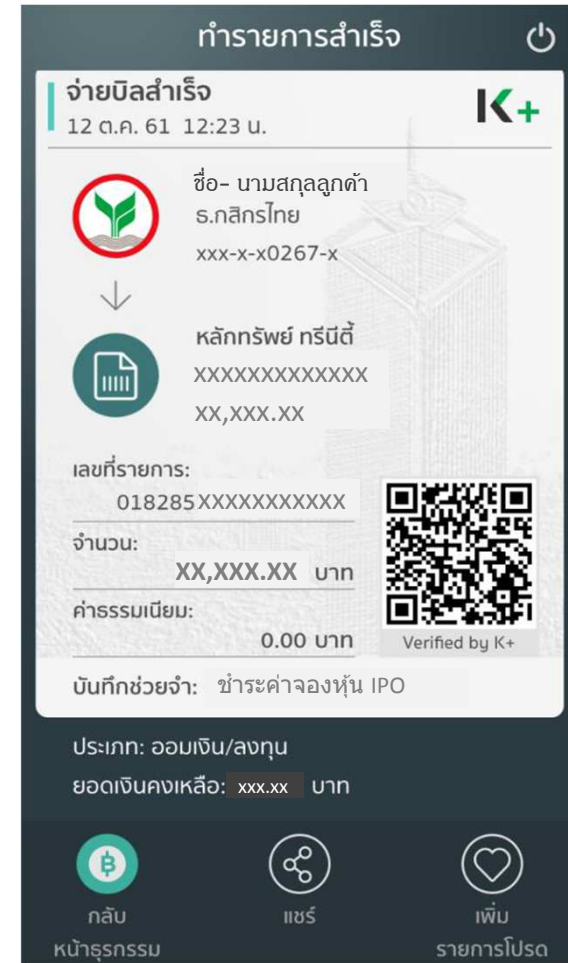 ทำรายการสำเร็จ
จ่ายบิลสำเร็จ
12 ต.ค. 61 12:23 น.
K+
ชื่อ- นามสกุลลูกค้า
ธ.กสิกรไทย
xxx-x-x0267-x
หลักทรัพย์ ทรีนีตี้
XXXXXXXXXXXXX
XX,XXX.XX
เลขที่รายการ:
018285XXXXXXXXXXX
จำนวน:
XX,XXX.XX บาท
ค่าธรรมเนียม:
0.00 บาท
Verified by K+
บันทึกช่วยจำ: ชำระค่าจองหุ้น IPO
ประเภท: ออมเงิน/ลงทุน
ยอดเงินคงเหลือ: xxx.xx บาท
กลับ
หน้าธุรกรรม
แชร์
เพิ่ม
รายการโปรด